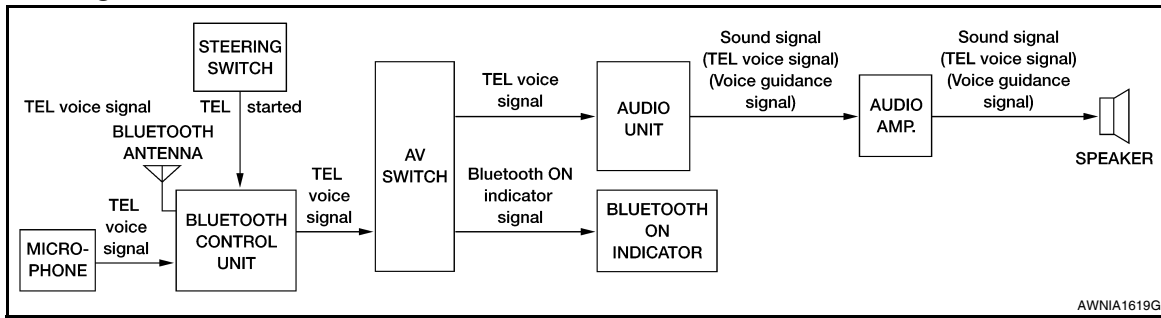 STEERING
SWITCH
TEL voice signal
TEL started
BLUETOOTH
ANTENNA
MICRO-
PHONE
TEL
voice
signal
BLUETOOTH
CONTROL
UNIT
TEL
voice
signal
AV
SWITCH
TEL voice
signal
Bluetooth ON
indicator
signal
AUDIO
UNIT
BLUETOOTH
ON
INDICATOR
Sound signal
(TEL voice signal)
(Voice guidance
signal)
AUDIO
AMP.
Sound signal
(TEL voice signal)
(Voice guidance
signal)
SPEAKER
AWNIA1619G